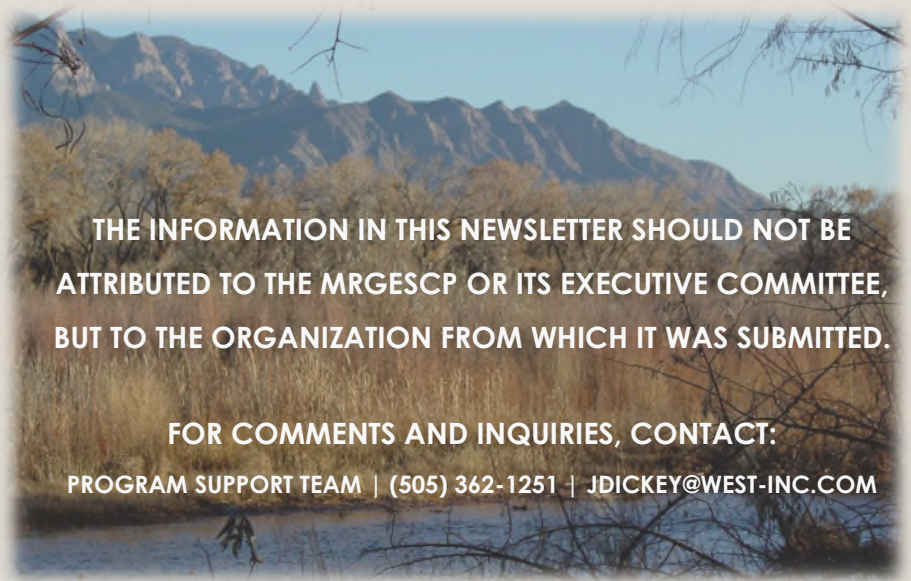 THE INFORMATION IN THIS NEWSLETTER SHOULD NOT BE
ATTRIBUTED TO THE MRGESCP OR ITS EXECUTIVE COMMITTEE,
BUT TO THE ORGANIZATION FROM WHICH IT WAS SUBMITTED.
FOR COMMENTS AND INQUIRIES, CONTACT:
PROGRAM SUPPORT TEAM | (505) 362-1251 | JDICKEY@WEST-INC.COM